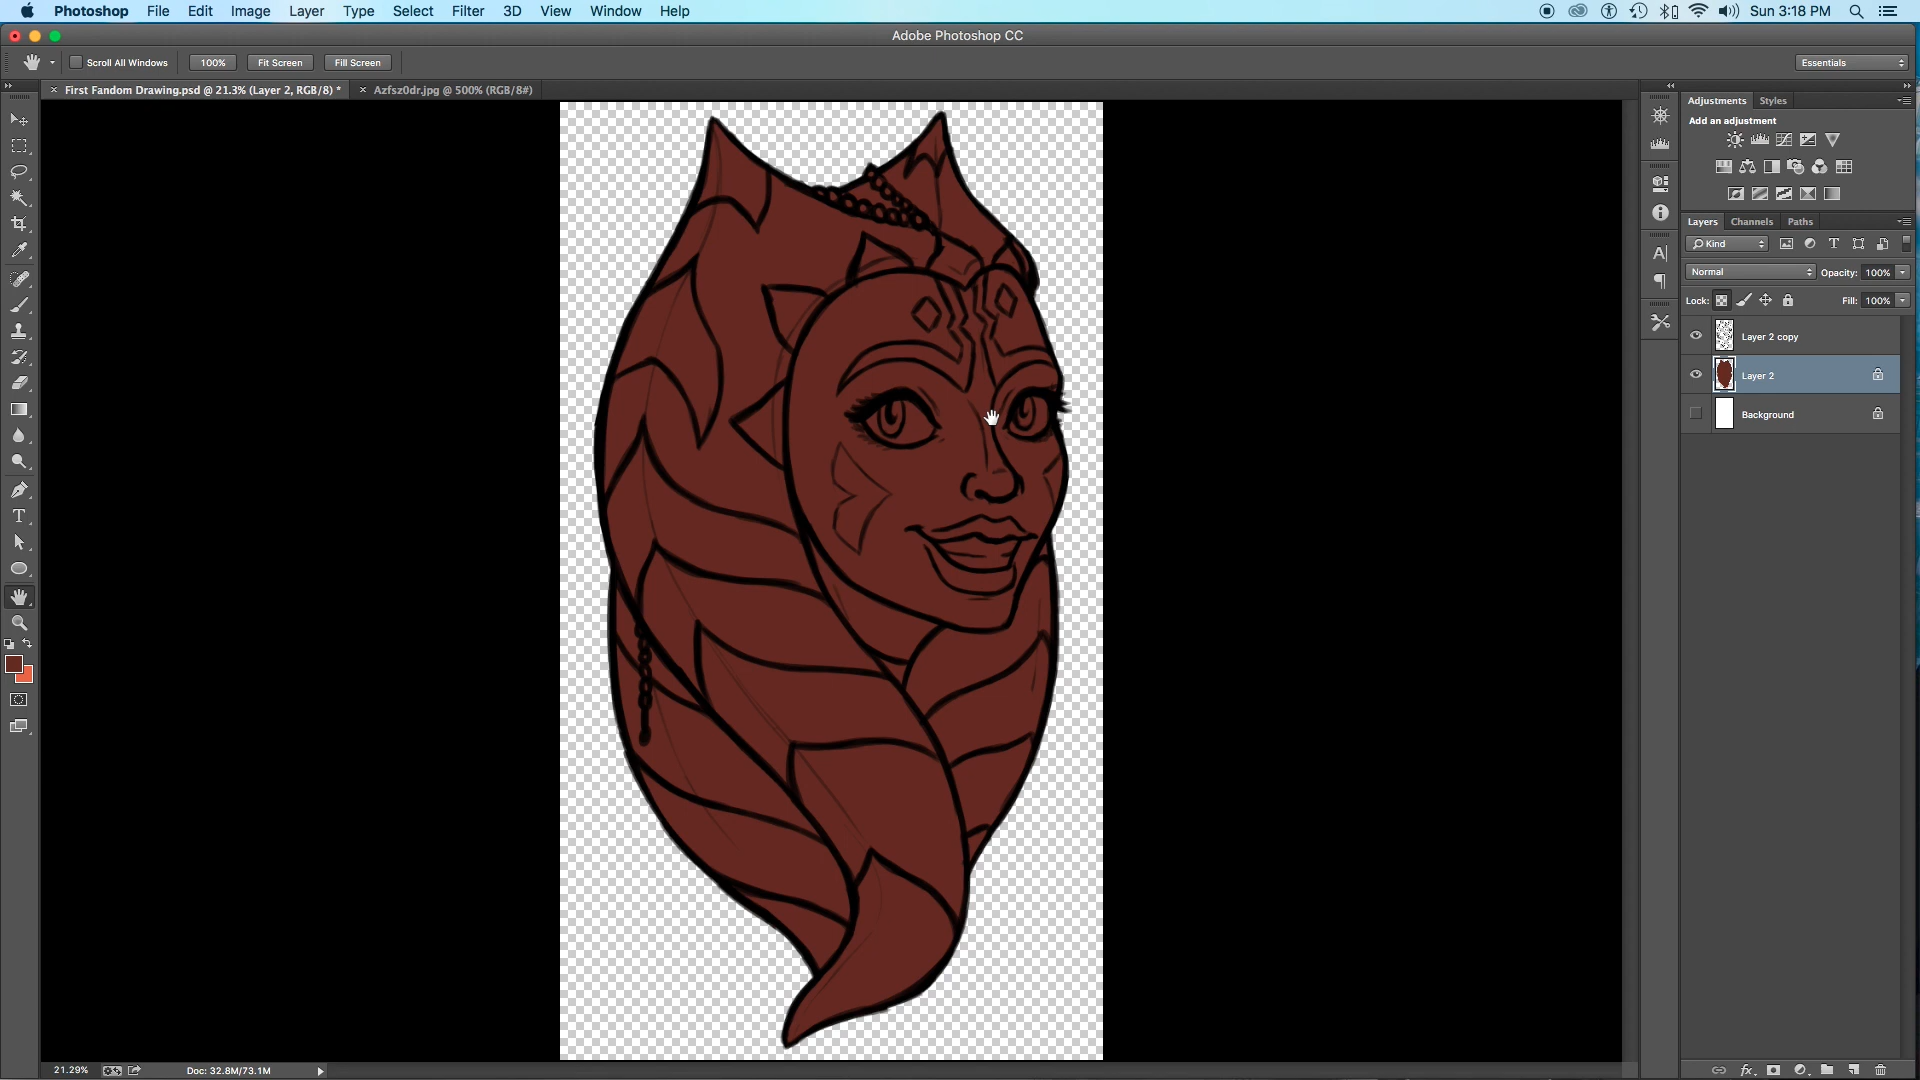 Photoshop File Edit Image Layer Type Select Filter 3D View Window Help Sun 3:18 PM
Adobe Photoshop CC
Scroll All Windows 100% Fit Screen Fill Screen Essentials
First Fandom Drawing.psd @ 21.3% (Layer 2, RGB/8) * Azfsz0dr.jpg @ 500% (RGB/8#)
Adjustments Styles
Add an adjustment
Layers Channels Paths
Kind
Normal Opacity: 100%
Lock: Fill: 100%
Layer 2 copy
Layer 2
Background
21.29% Doc: 32.8M/73.1M